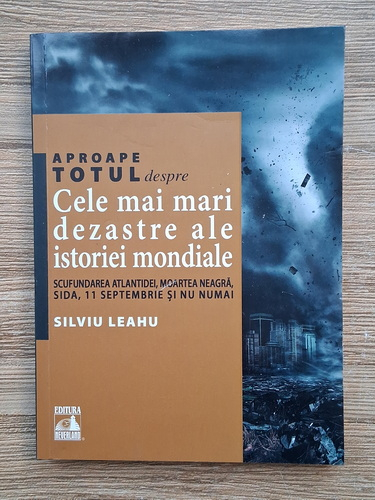 APROAPE
TOTUL despre
Cele mai mari
dezastre ale
istoriei mondiale
SCUFUNDAREA ATLANTIDEI, MOARTEA NEAGRĂ,
SIDA, 11 SEPTEMBRIE ȘI NU NUMAI
SILVIU LEAHU
EDITURA
NEVERLAND